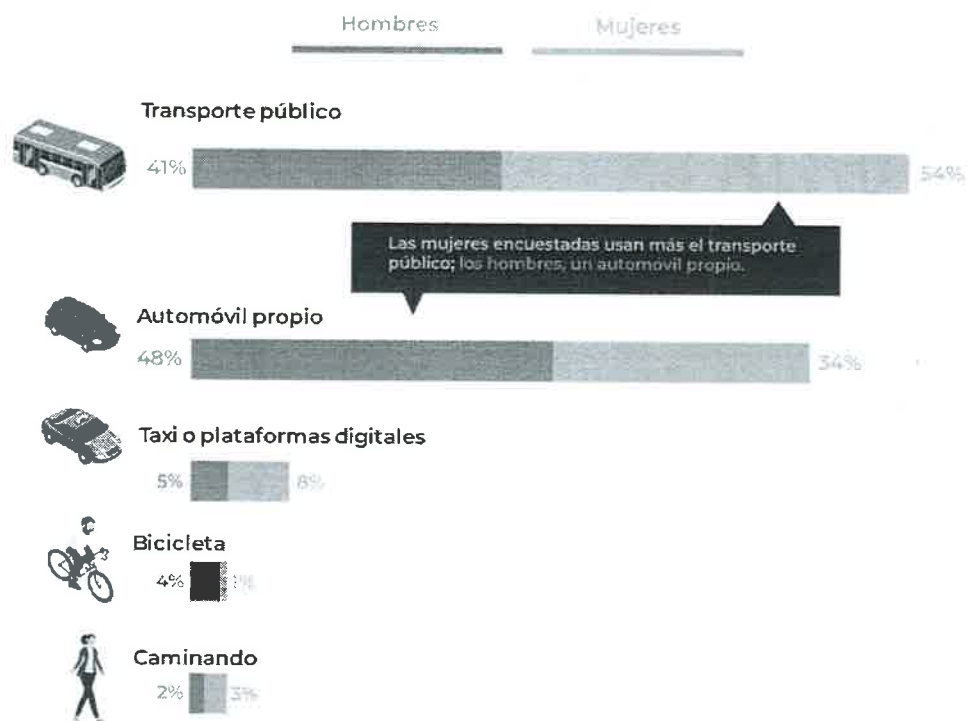 Hombres Mujeres
Transporte público
41% 54%
Las mujeres encuestadas usan más el transporte
público; los hombres, un automóvil propio.
Automóvil propio
48% 34%
Taxi o plataformas digitales
5% 8%
Bicicleta
4% 1%
Caminando
2% 3%